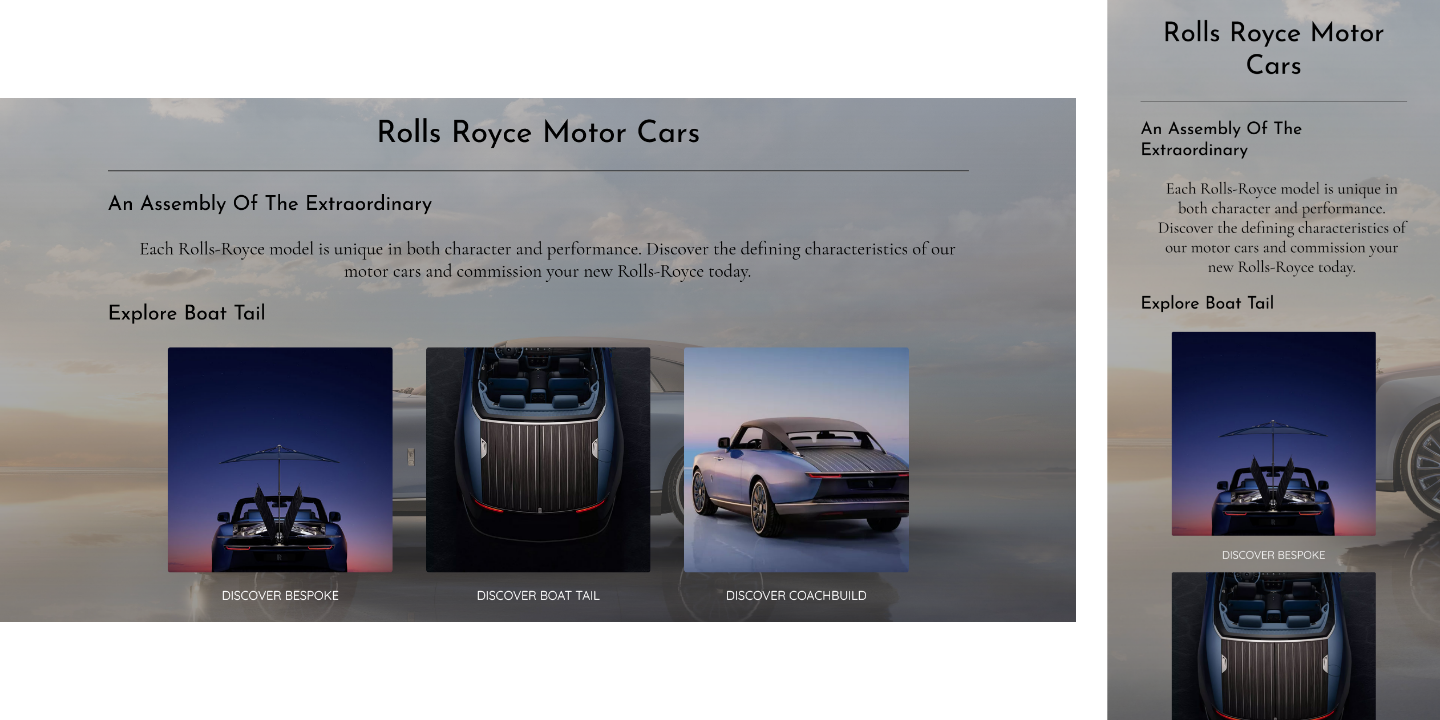 Rolls Royce Motor Cars
An Assembly Of The Extraordinary
Each Rolls-Royce model is unique in both character and performance. Discover the defining characteristics of our
motor cars and commission your new Rolls-Royce today.
Explore Boat Tail
DISCOVER BESPOKE
DISCOVER BOAT TAIL
DISCOVER COACHBUILD
Rolls Royce Motor
Cars
An Assembly Of The
Extraordinary
Each Rolls-Royce model is unique in
both character and performance.
Discover the defining characteristics of
our motor cars and commission your
new Rolls-Royce today.
Explore Boat Tail
DISCOVER BESPOKE